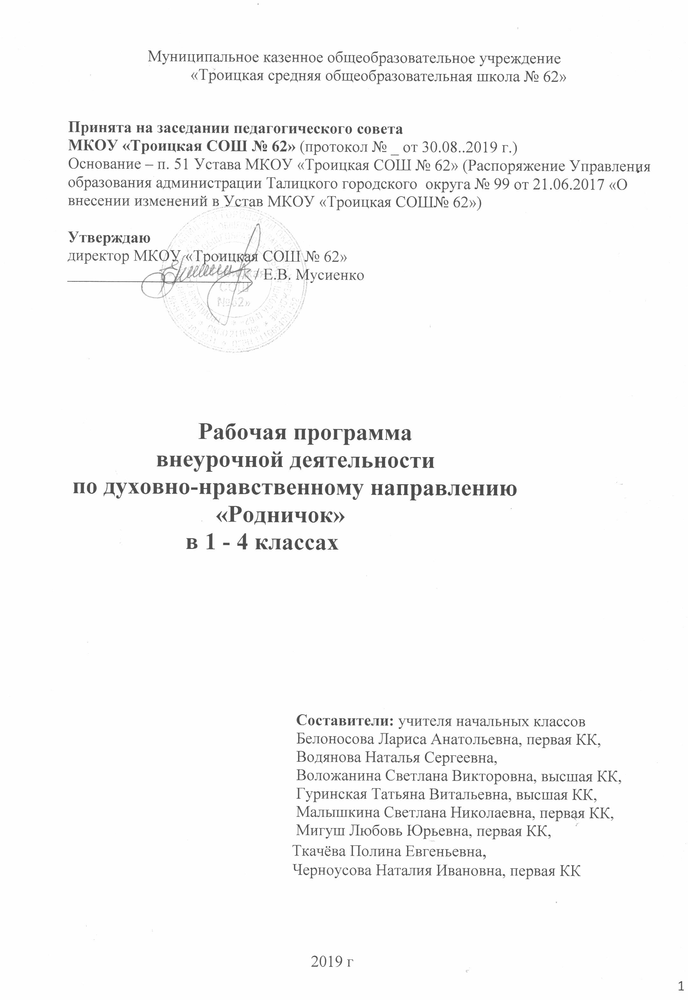 Муниципальное казенное общеобразовательное учреждение
«Троицкая средняя общеобразовательная школа № 62»
Принята на заседании педагогического совета
МКОУ «Троицкая СОШ № 62» (протокол № _ от 30.08..2019 г.)
Основание – п. 51 Устава МКОУ «Троицкая СОШ № 62» (Распоряжение Управления
образования администрации Талицкого городского округа № 99 от 21.06.2017 «О
внесении изменений в Устав МКОУ «Троицкая СОШ№ 62»)
Утверждаю
директор МКОУ «Троицкая СОШ № 62»
_______________________ / Е.В. Мусиенко
СОШ
№62»
Рабочая программа
внеурочной деятельности
по духовно-нравственному направлению
«Родничок»
в 1 - 4 классах
Составители: учителя начальных классов
Белоносова Лариса Анатольевна, первая КК,
Водянова Наталья Сергеевна,
Воложанина Светлана Викторовна, высшая КК,
Гуринская Татьяна Витальевна, высшая КК,
Малышкина Светлана Николаевна, первая КК,
Мигуш Любовь Юрьевна, первая КК,
Ткачёва Полина Евгеньевна,
Черноусова Наталия Ивановна, первая КК
2019 г
1